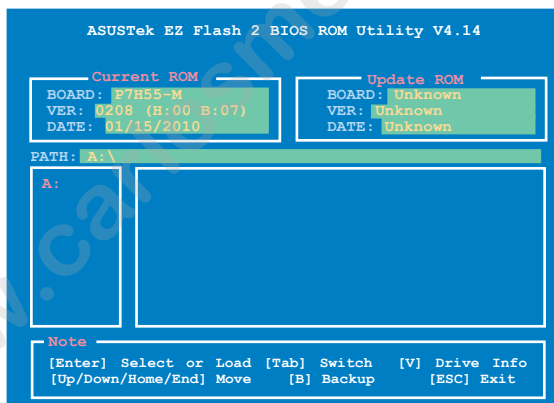 ASUSTek EZ Flash 2 BIOS ROM Utility V4.14
Current ROM
BOARD: P7H55-M
VER: 0208 (H:00 B:07)
DATE: 01/15/2010
Update ROM
BOARD: Unknown
VER: Unknown
DATE: Unknown
PATH: A:\
A:
Note
[Enter] Select or Load [Tab] Switch [V] Drive Info
[Up/Down/Home/End] Move [B] Backup [ESC] Exit